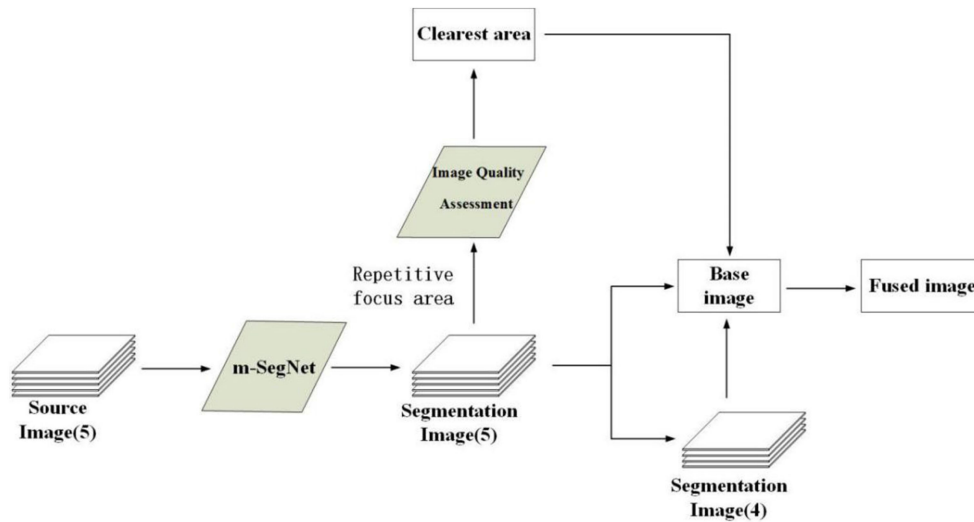 Clearest area
Image Quality
Assessment
Repetitive
focus area
Base
image
Fused image
m-SegNet
Source
Image(5)
Segmentation
Image(5)
Segmentation
Image(4)